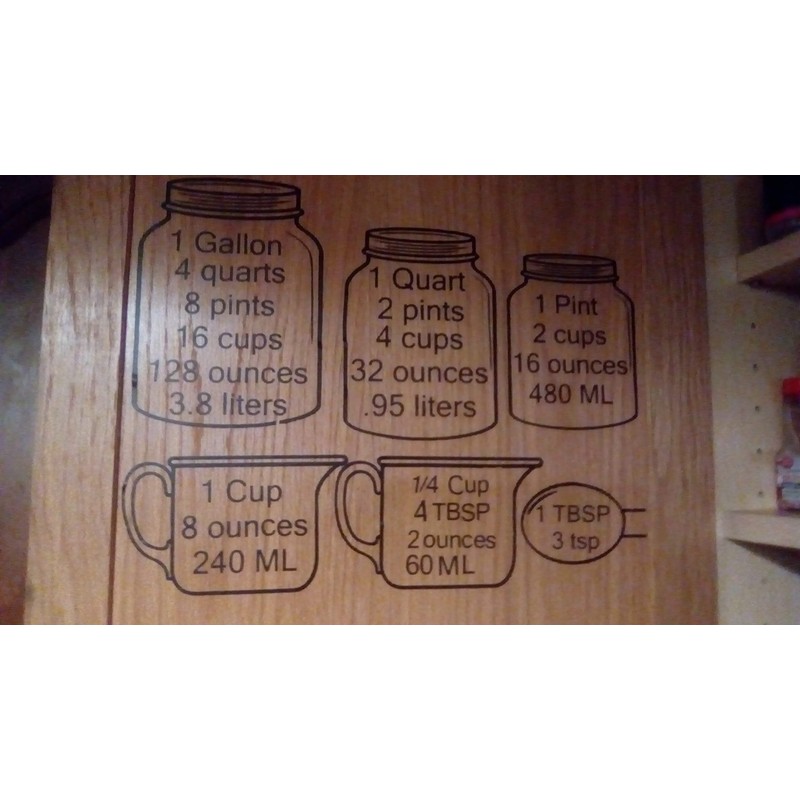 1 Gallon
4 quarts
8 pints
16 cups
128 ounces
3.8 liters
1 Quart
2 pints
4 cups
32 ounces
.95 liters
1 Pint
2 cups
16 ounces
480 ML
1 Cup
8 ounces
240 ML
1/4 Cup
4 TBSP
2 ounces
60 ML
1 TBSP
3 tsp